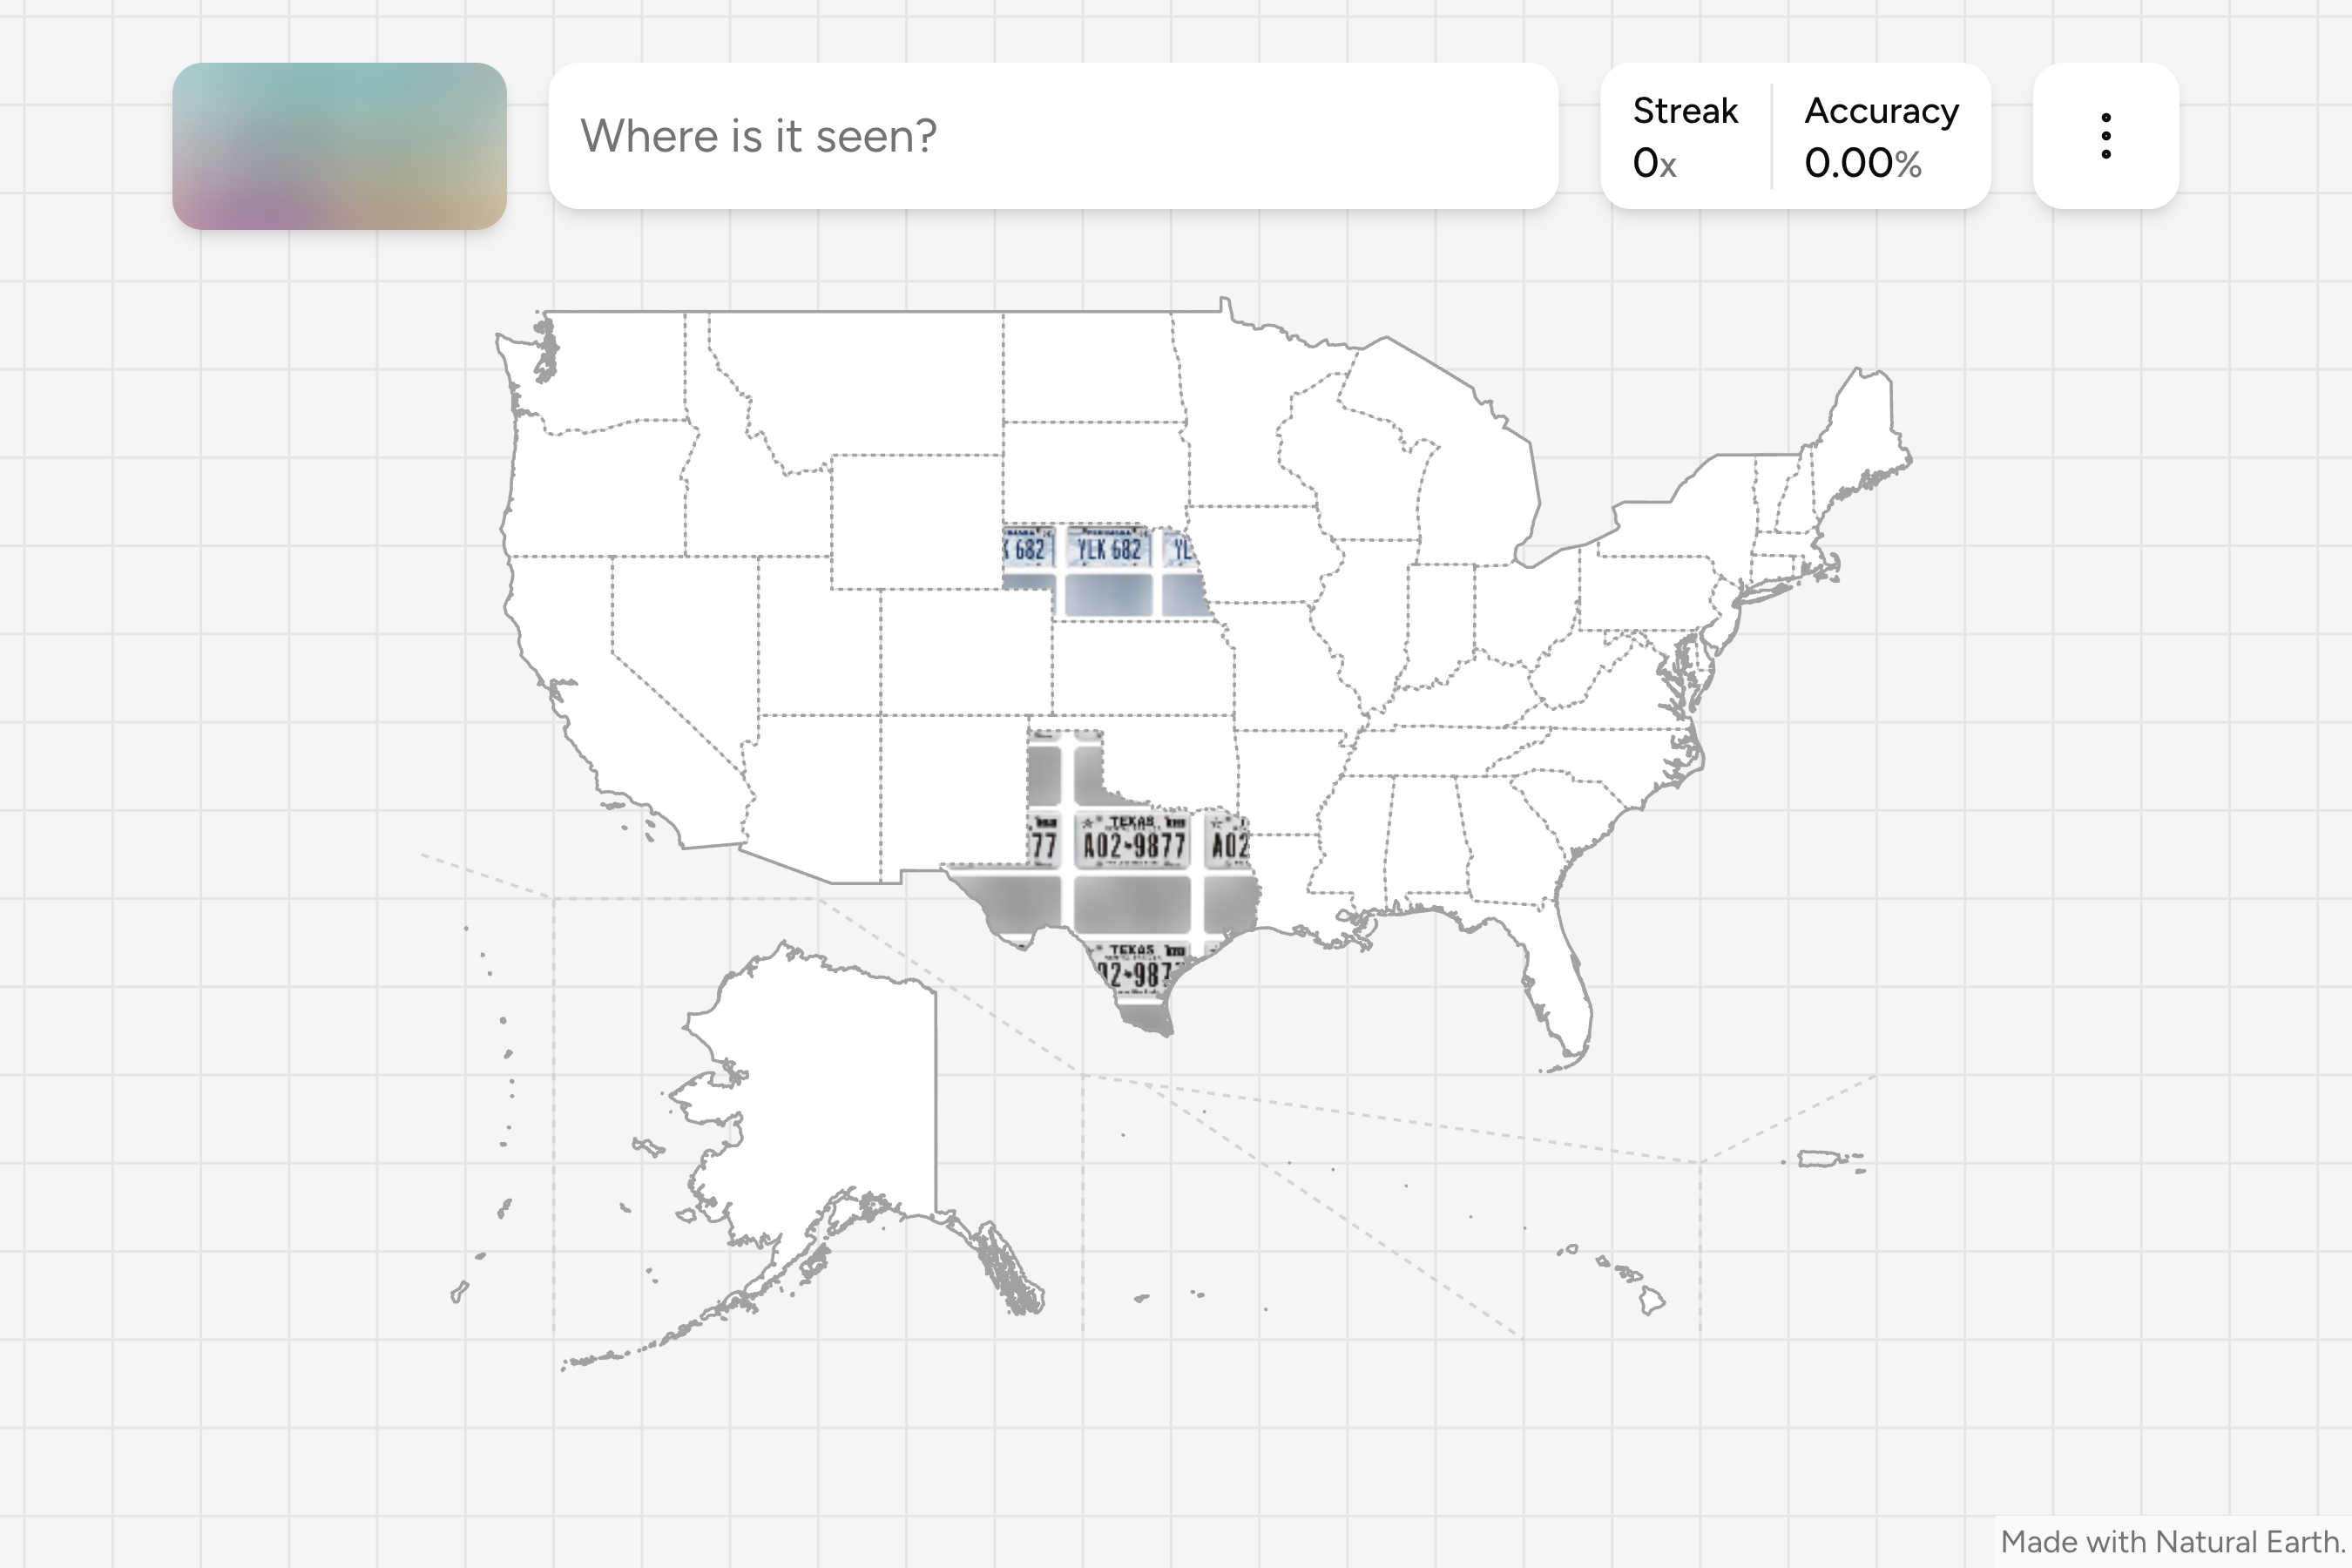 Where is it seen?
Streak
0x
Accuracy
0.00%
K 682
YLK 682
YL
77
TEXAS
A02-9877
A02
TEXAS
02-987
Made with Natural Earth.